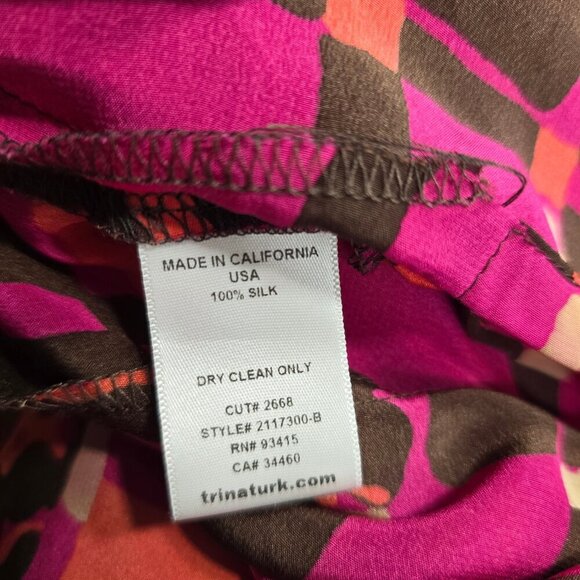 MADE IN CALIFORNIA
USA
100% SILK
DRY CLEAN ONLY
CUT# 2668
STYLE# 2117300-B
RN# 93415
CA# 34460
trinaturk.com